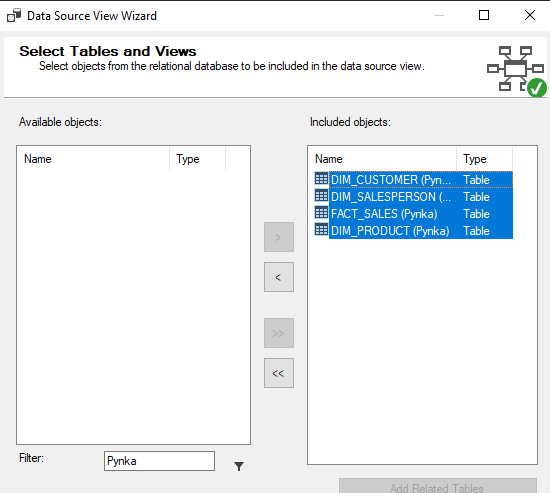 Data Source View Wizard
Select Tables and Views
Select objects from the relational database to be included in the data source view.
Available objects:
Name Type
Included objects:
Name Type
DIM_CUSTOMER (Pyn... Table
DIM_SALESPERSON (... Table
FACT_SALES (Pynka) Table
DIM_PRODUCT (Pynka) Table
>
<
>>
<<
Filter: Pynka
Add Related Tables